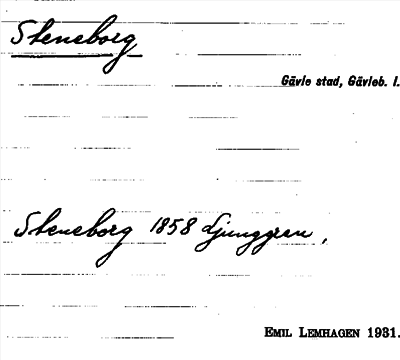 Steneborg
Gävle stad, Gävleb. l.
Steneborg 1858 Ljunggren,
EMIL LEMHAGEN 1931.